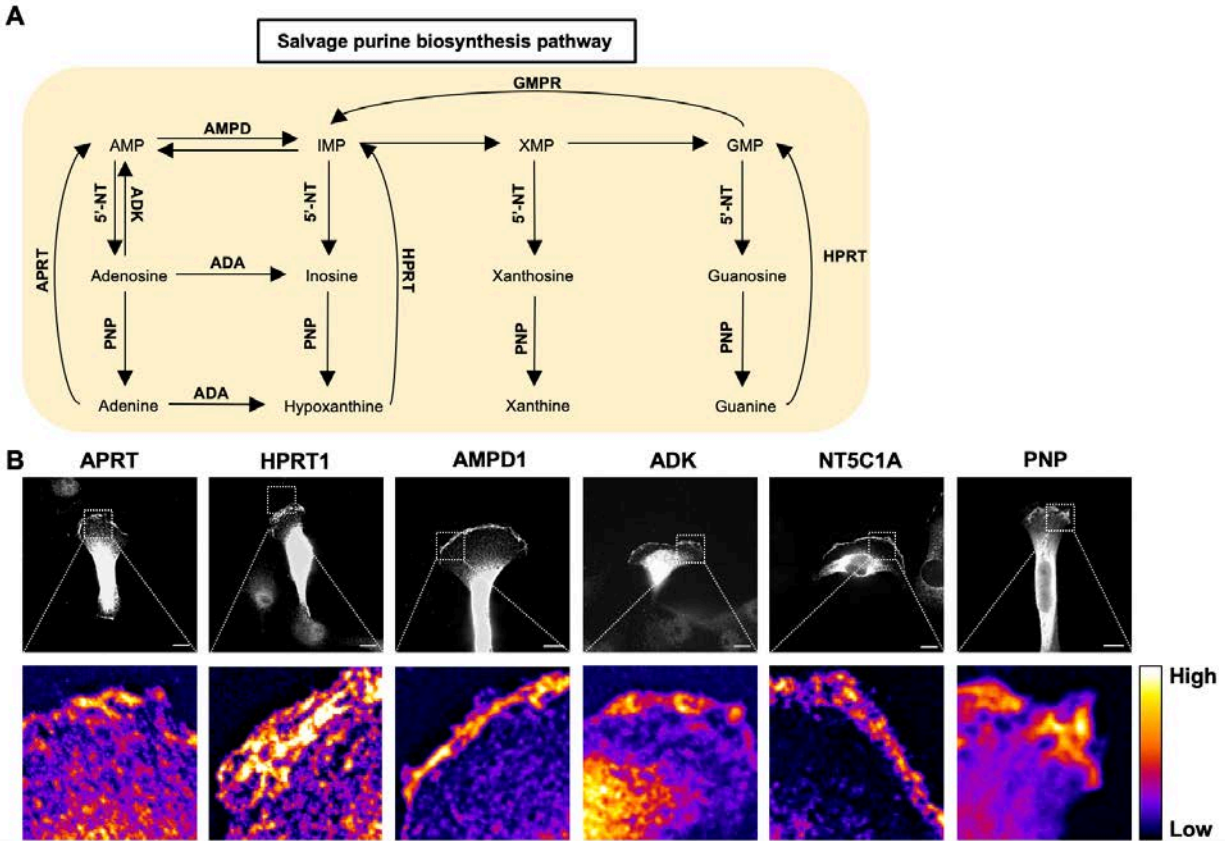 A
Salvage purine biosynthesis pathway
GMPR
AMP
AMPD
IMP
XMP
GMP
5'-NT
ADK
5'-NT
5'-NT
5'-NT
APRT
HPRT
HPRT
Adenosine
ADA
Inosine
Xanthosine
Guanosine
PNP
PNP
PNP
PNP
Adenine
ADA
Hypoxanthine
Xanthine
Guanine
B
APRT
HPRT1
AMPD1
ADK
NT5C1A
PNP
High
Low